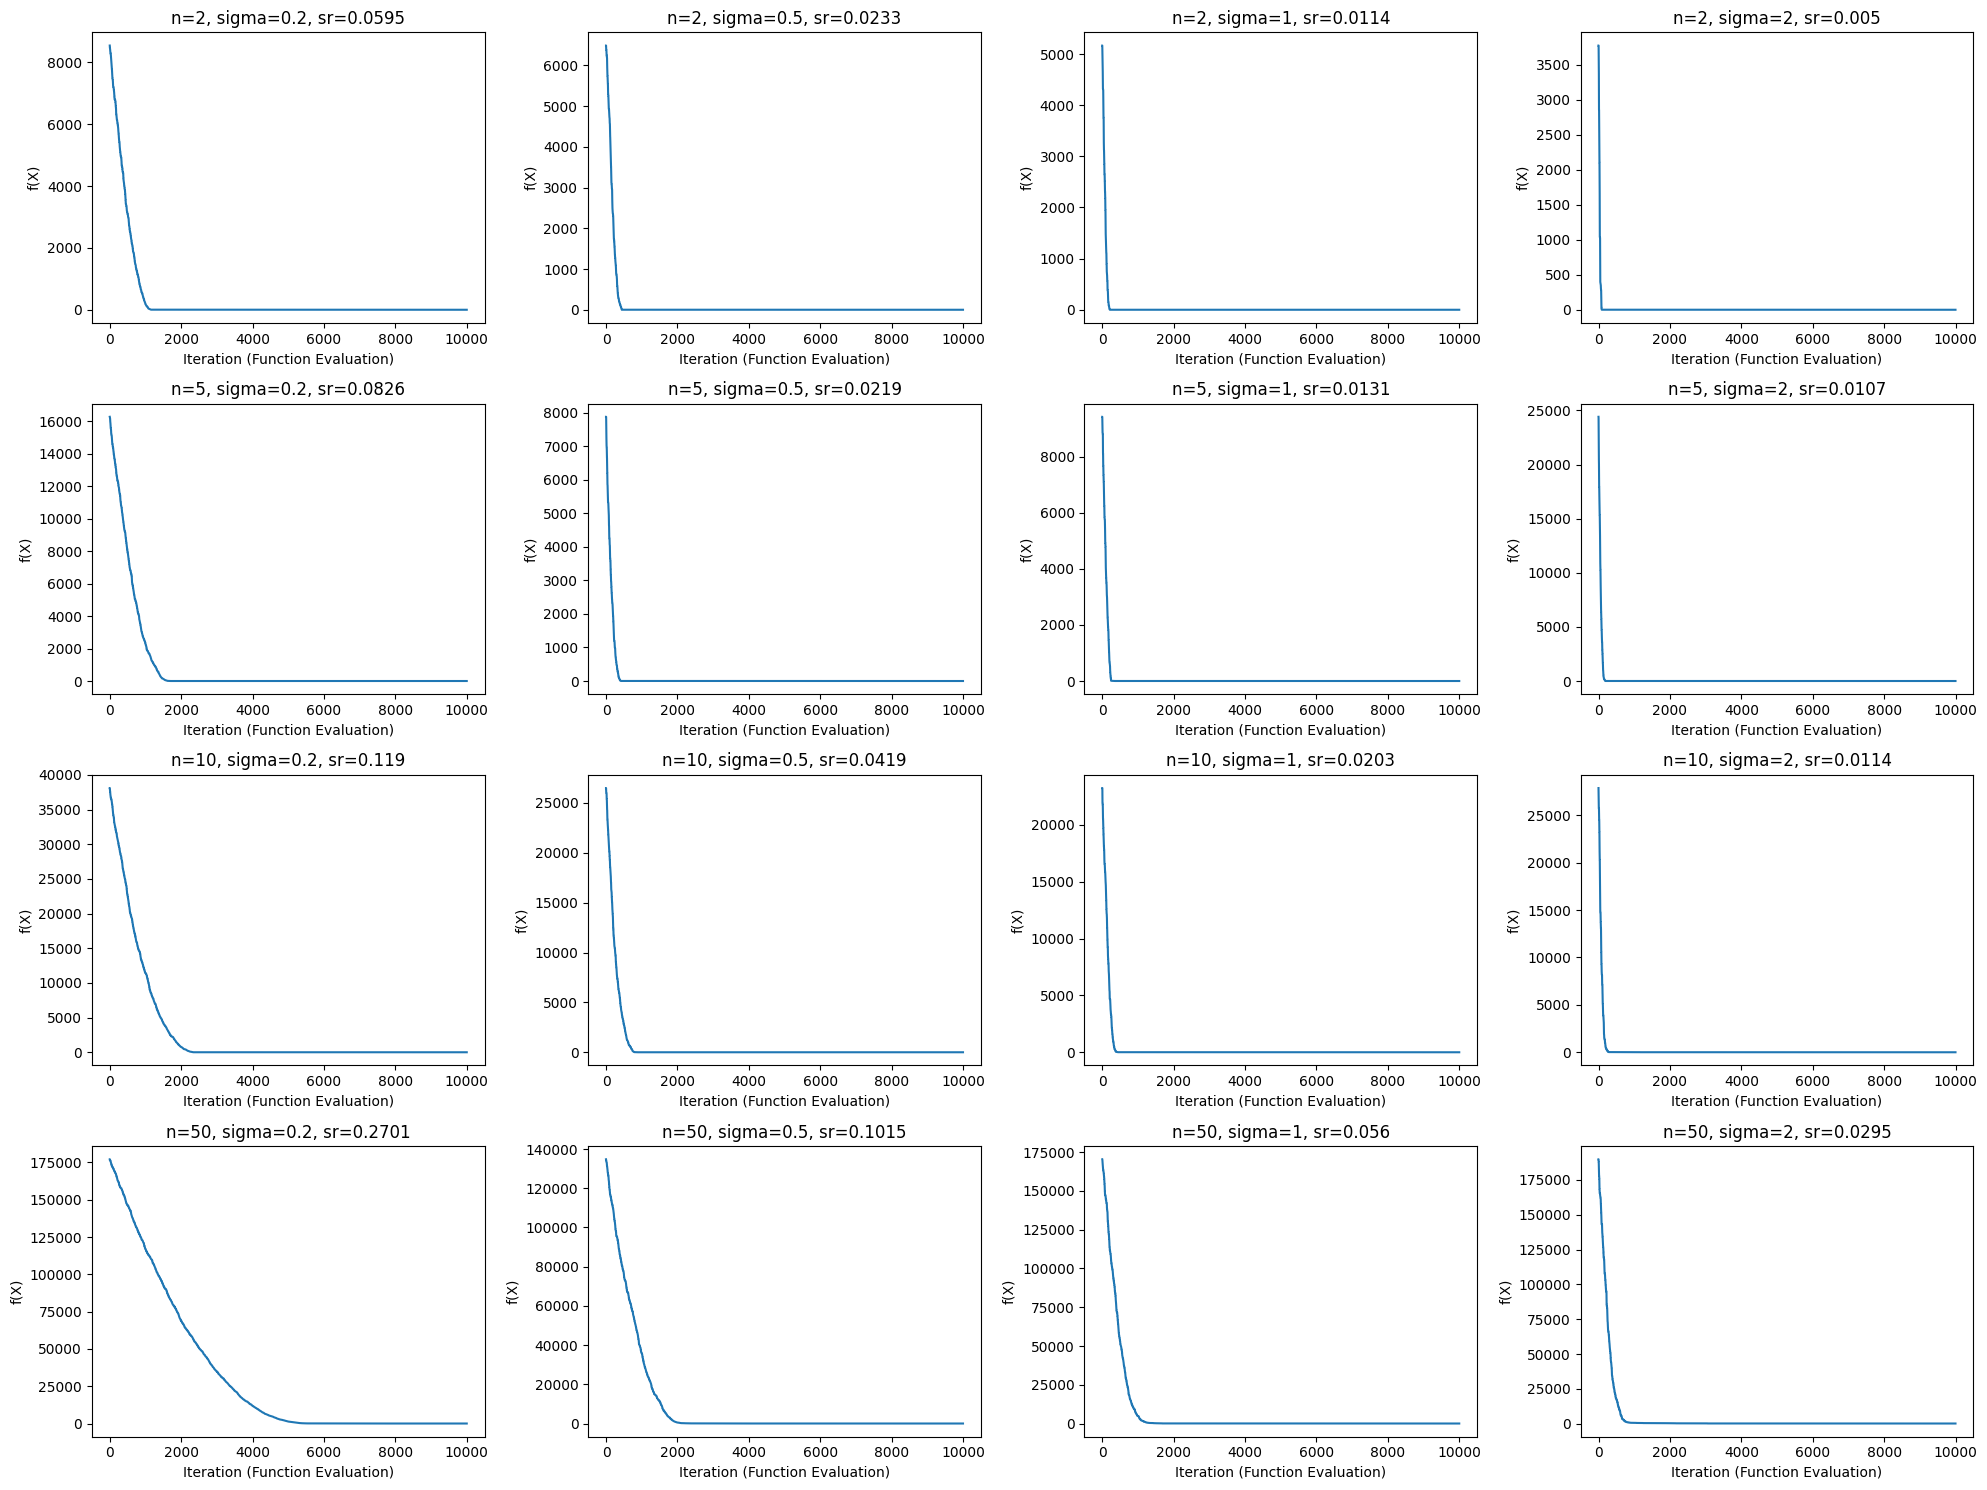 n=2, sigma=0.2, sr=0.0595
8000
6000
4000
2000
0
f(X)
0 2000 4000 6000 8000 10000
Iteration (Function Evaluation)
n=2, sigma=0.5, sr=0.0233
6000
5000
4000
3000
2000
1000
0
f(X)
0 2000 4000 6000 8000 10000
Iteration (Function Evaluation)
n=2, sigma=1, sr=0.0114
5000
4000
3000
2000
1000
0
f(X)
0 2000 4000 6000 8000 10000
Iteration (Function Evaluation)
n=2, sigma=2, sr=0.005
3500
3000
2500
2000
1500
1000
500
0
f(X)
0 2000 4000 6000 8000 10000
Iteration (Function Evaluation)
n=5, sigma=0.2, sr=0.0826
16000
14000
12000
10000
8000
6000
4000
2000
0
f(X)
0 2000 4000 6000 8000 10000
Iteration (Function Evaluation)
n=5, sigma=0.5, sr=0.0219
8000
7000
6000
5000
4000
3000
2000
1000
0
f(X)
0 2000 4000 6000 8000 10000
Iteration (Function Evaluation)
n=5, sigma=1, sr=0.0131
8000
6000
4000
2000
0
f(X)
0 2000 4000 6000 8000 10000
Iteration (Function Evaluation)
n=5, sigma=2, sr=0.0107
25000
20000
15000
10000
5000
0
f(X)
0 2000 4000 6000 8000 10000
Iteration (Function Evaluation)
n=10, sigma=0.2, sr=0.119
40000
35000
30000
25000
20000
15000
10000
5000
0
f(X)
0 2000 4000 6000 8000 10000
Iteration (Function Evaluation)
n=10, sigma=0.5, sr=0.0419
25000
20000
15000
10000
5000
0
f(X)
0 2000 4000 6000 8000 10000
Iteration (Function Evaluation)
n=10, sigma=1, sr=0.0203
20000
15000
10000
5000
0
f(X)
0 2000 4000 6000 8000 10000
Iteration (Function Evaluation)
n=10, sigma=2, sr=0.0114
25000
20000
15000
10000
5000
0
f(X)
0 2000 4000 6000 8000 10000
Iteration (Function Evaluation)
n=50, sigma=0.2, sr=0.2701
175000
150000
125000
100000
75000
50000
25000
0
f(X)
0 2000 4000 6000 8000 10000
Iteration (Function Evaluation)
n=50, sigma=0.5, sr=0.1015
140000
120000
100000
80000
60000
40000
20000
0
f(X)
0 2000 4000 6000 8000 10000
Iteration (Function Evaluation)
n=50, sigma=1, sr=0.056
175000
150000
125000
100000
75000
50000
25000
0
f(X)
0 2000 4000 6000 8000 10000
Iteration (Function Evaluation)
n=50, sigma=2, sr=0.0295
175000
150000
125000
100000
75000
50000
25000
0
f(X)
0 2000 4000 6000 8000 10000
Iteration (Function Evaluation)